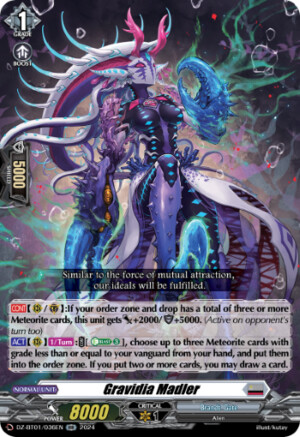 1
GRADE
BOOST
5000
SHIELD
Similar to the force of mutual attraction,
our ideals will be fulfilled.
CONT【 / 】:If your order zone and drop has a total of three or more
Meteorite cards, this unit gets +2000/ +5000. (Active on opponent's
turn too)
ACT【 】1/Turn :【 】, choose up to three Meteorite cards with
grade less than or equal to your vanguard from your hand, and put them
into the order zone. If you put two or more cards, you may draw a card.
NORMAL UNIT
Gravidia Madler
POWER 8000
CRITICAL
1
Brandt Gate
Alien
D-DZ-BT01/036EN RR 2024